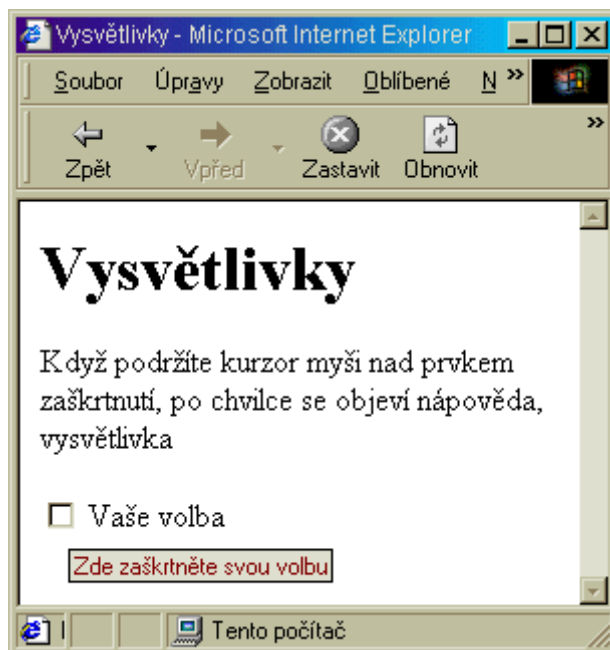 Vysvětlivky - Microsoft Internet Explorer
Soubor Úpravy Zobrazit Oblíbené N »
Zpět Vpřed Zastavit Obnovit »
Vysvětlivky
Když podržíte kurzor myši nad prvkem
zaškrtnutí, po chvilce se objeví nápověda,
vysvětlivka
Vaše volba
Zde zaškrtněte svou volbu
Tento počítač